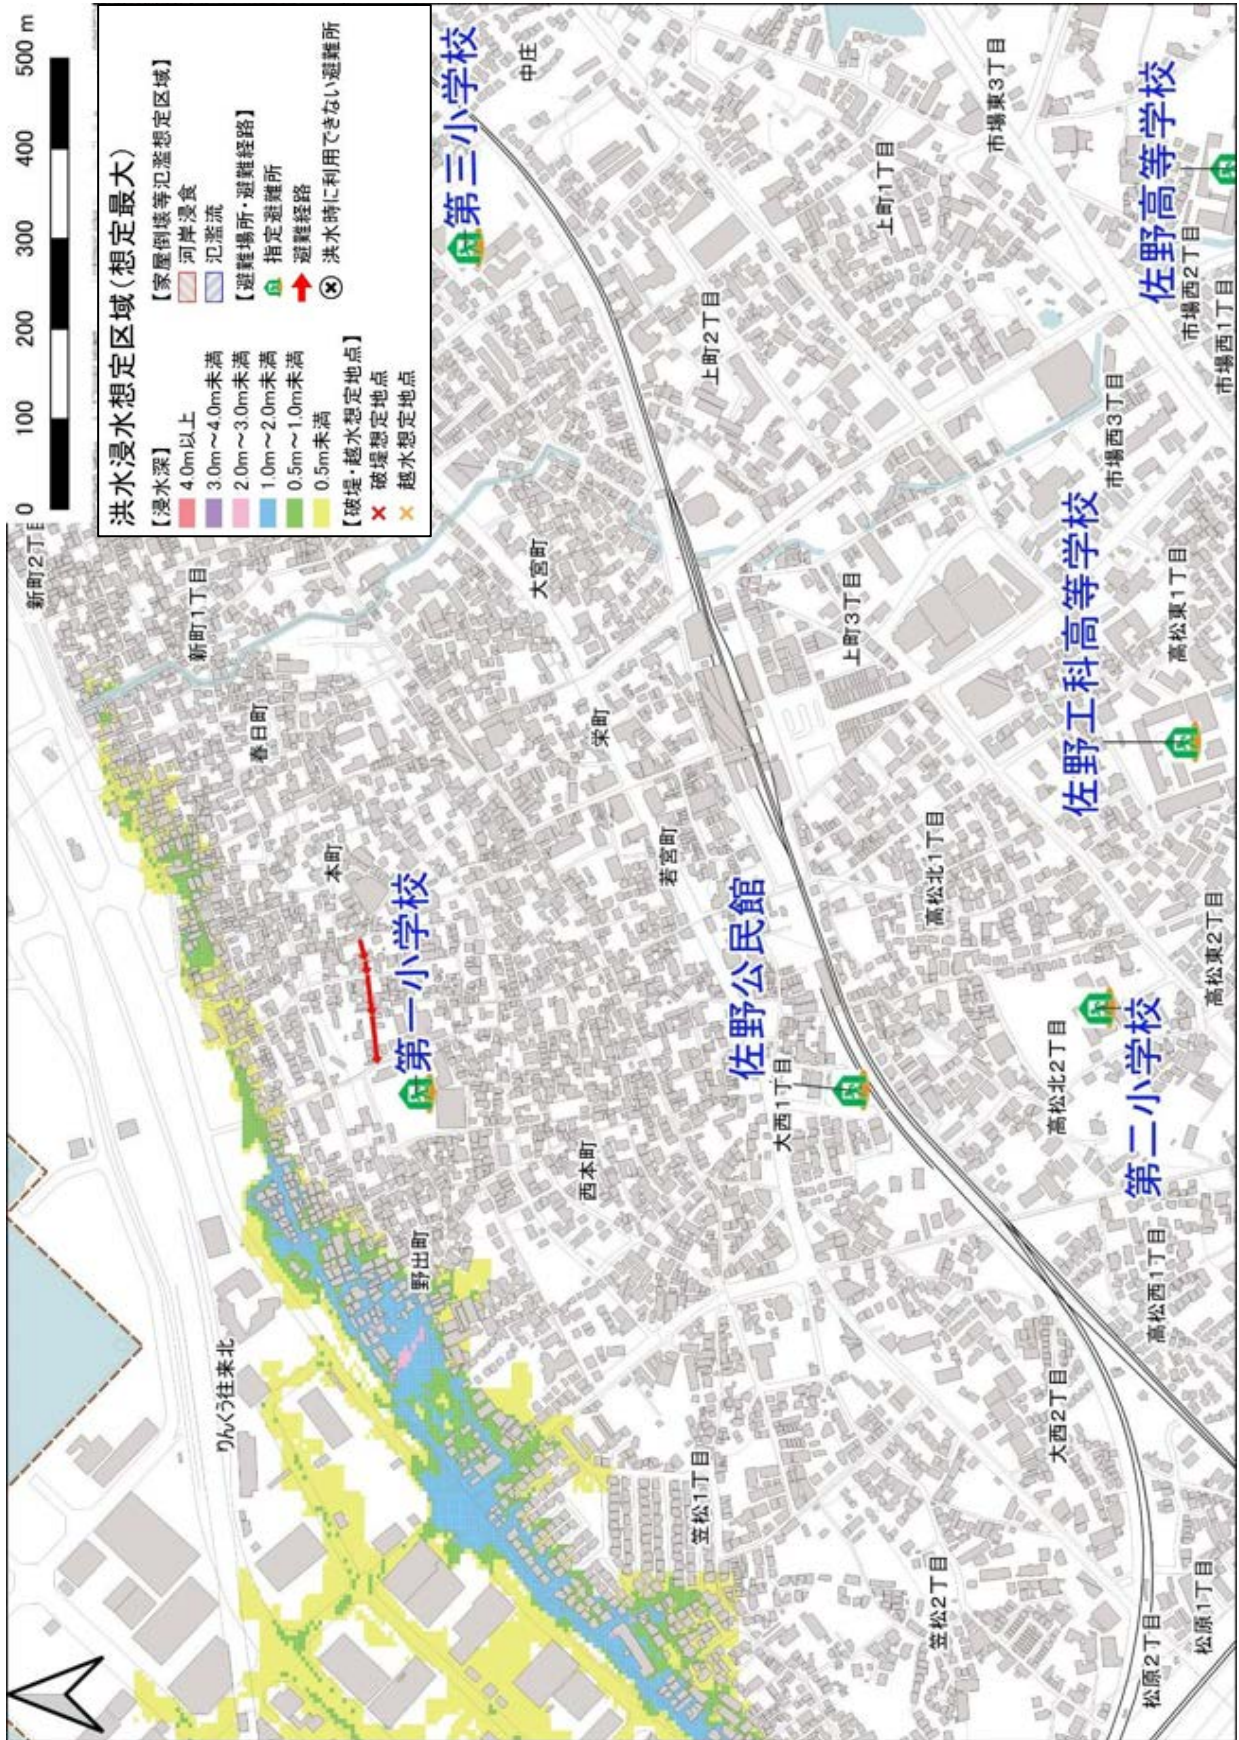 0 100 200 300 400 500 m
洪水浸水想定区域(想定最大)
【浸水深】
4.0m以上
3.0m～4.0m未満
2.0m～3.0m未満
1.0m～2.0m未満
0.5m～1.0m未満
0.5m未満
【破堤・越水想定地点】
破堤想定地点
越水想定地点
【家屋倒壊等氾濫想定区域】
河岸浸食
氾濫流
【避難場所・避難経路】
指定避難所
避難経路
洪水時に利用できない避難所
新町2丁目
新町1丁目
春日町
本町
第一小学校
りんくう往来北
野出町
西本町
大宮町
栄町
若宮町
佐野公民館
大西1丁目
笠松1丁目
笠松2丁目
第三小学校
中庄
上町1丁目
上町2丁目
上町3丁目
市場東3丁目
佐野高等学校
市場西2丁目
市場西1丁目
市場西3丁目
佐野工科高等学校
高松東1丁目
高松北1丁目
高松東2丁目
高松北2丁目
第二小学校
高松西1丁目
大西2丁目
松原2丁目
松原1丁目